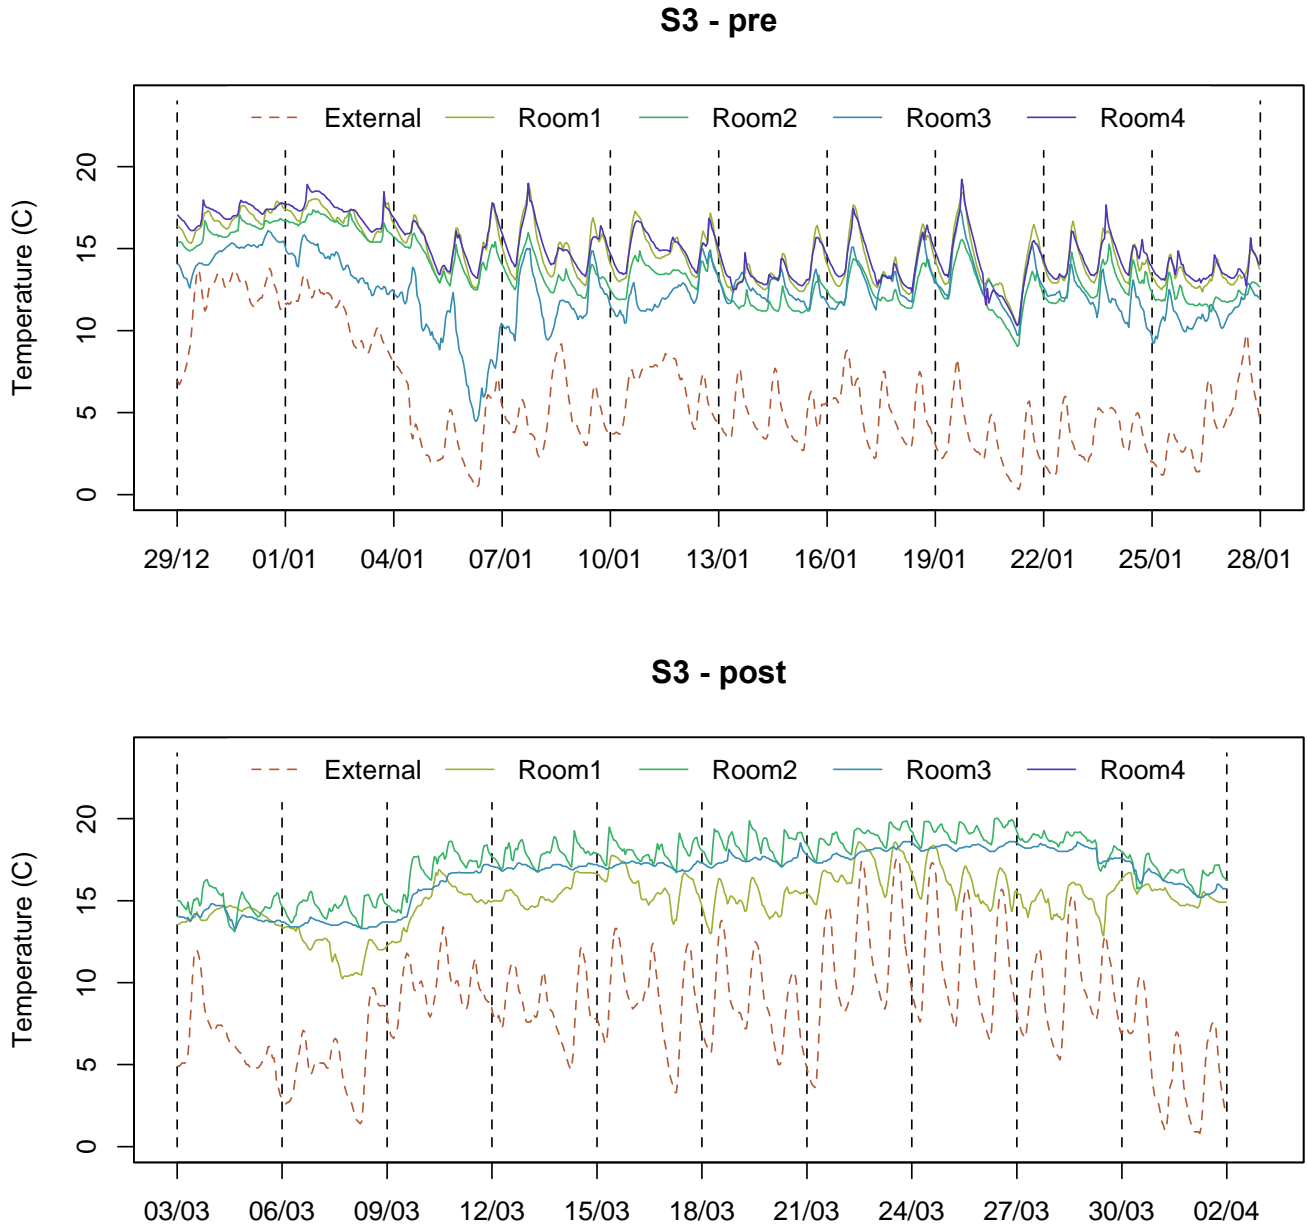 S3 - pre
External Room1 Room2 Room3 Room4
Temperature (C)
20
15
10
5
0
29/12 01/01 04/01 07/01 10/01 13/01 16/01 19/01 22/01 25/01 28/01
S3 - post
External Room1 Room2 Room3 Room4
Temperature (C)
20
15
10
5
0
03/03 06/03 09/03 12/03 15/03 18/03 21/03 24/03 27/03 30/03 02/04